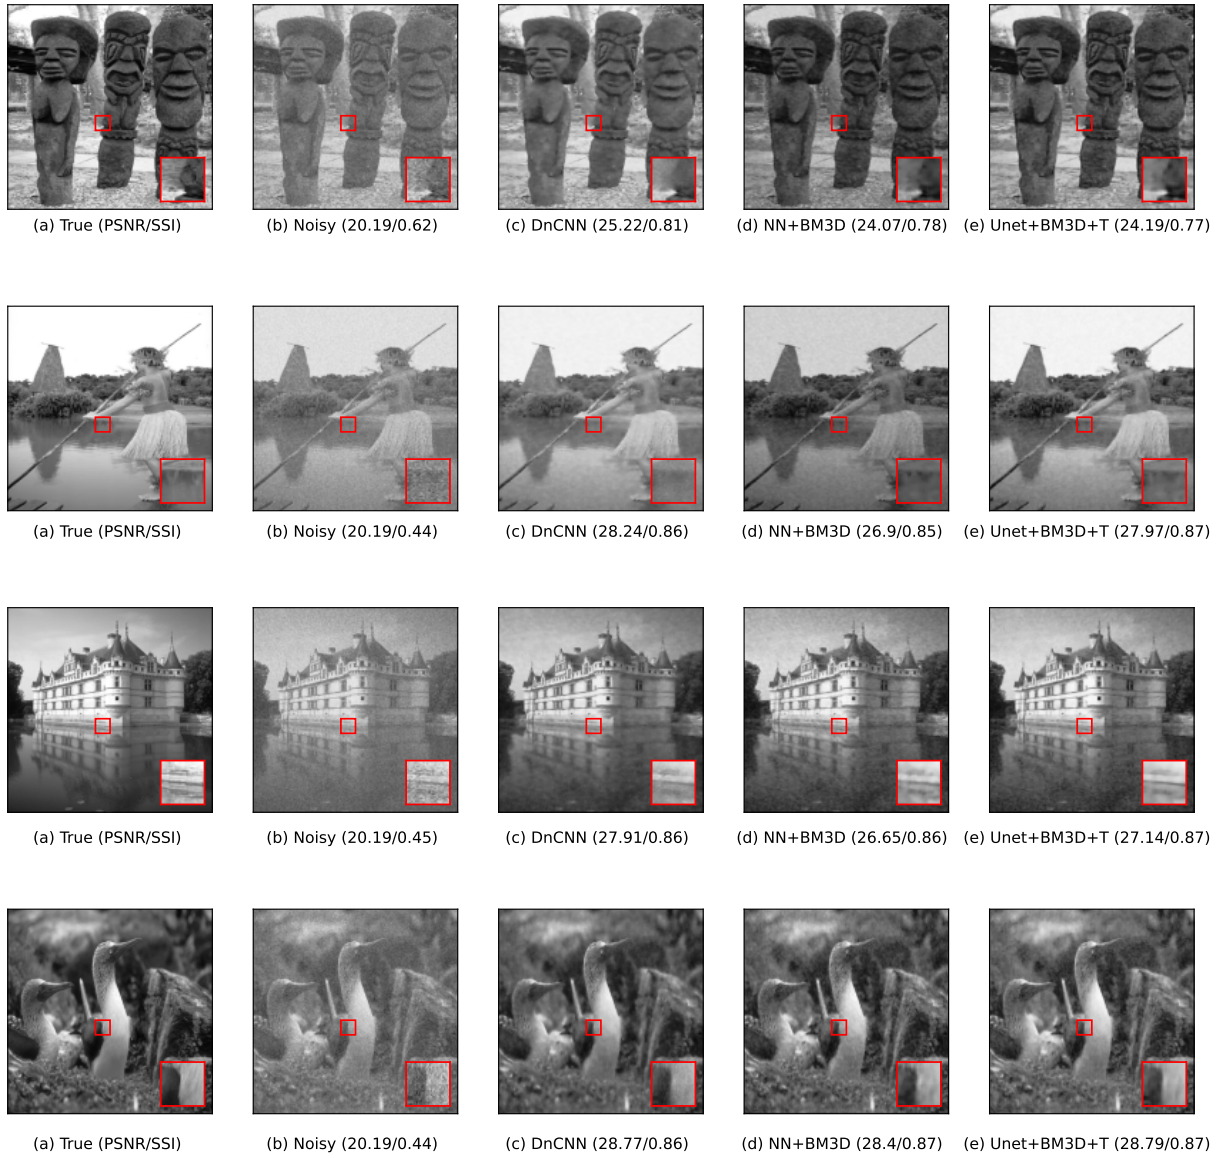 (a) True (PSNR/SSI) (b) Noisy (20.19/0.62) (c) DnCNN (25.22/0.81) (d) NN+BM3D (24.07/0.78) (e) Unet+BM3D+T (24.19/0.77)
(a) True (PSNR/SSI) (b) Noisy (20.19/0.44) (c) DnCNN (28.24/0.86) (d) NN+BM3D (26.9/0.85) (e) Unet+BM3D+T (27.97/0.87)
(a) True (PSNR/SSI) (b) Noisy (20.19/0.45) (c) DnCNN (27.91/0.86) (d) NN+BM3D (26.65/0.86) (e) Unet+BM3D+T (27.14/0.87)
(a) True (PSNR/SSI) (b) Noisy (20.19/0.44) (c) DnCNN (28.77/0.86) (d) NN+BM3D (28.4/0.87) (e) Unet+BM3D+T (28.79/0.87)